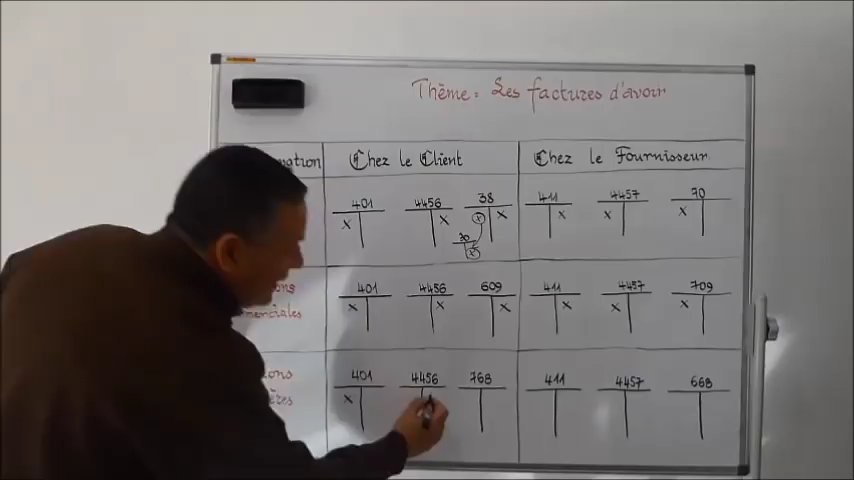 Thème : Les factures d'avoir
Chez le Client
Chez le Fournisseur
401 4456 38 411 4457 70
x x x x x x x
x
401 4456 609 411 4457 709
x x x x x x
401 4456 768 411 4457 668
x